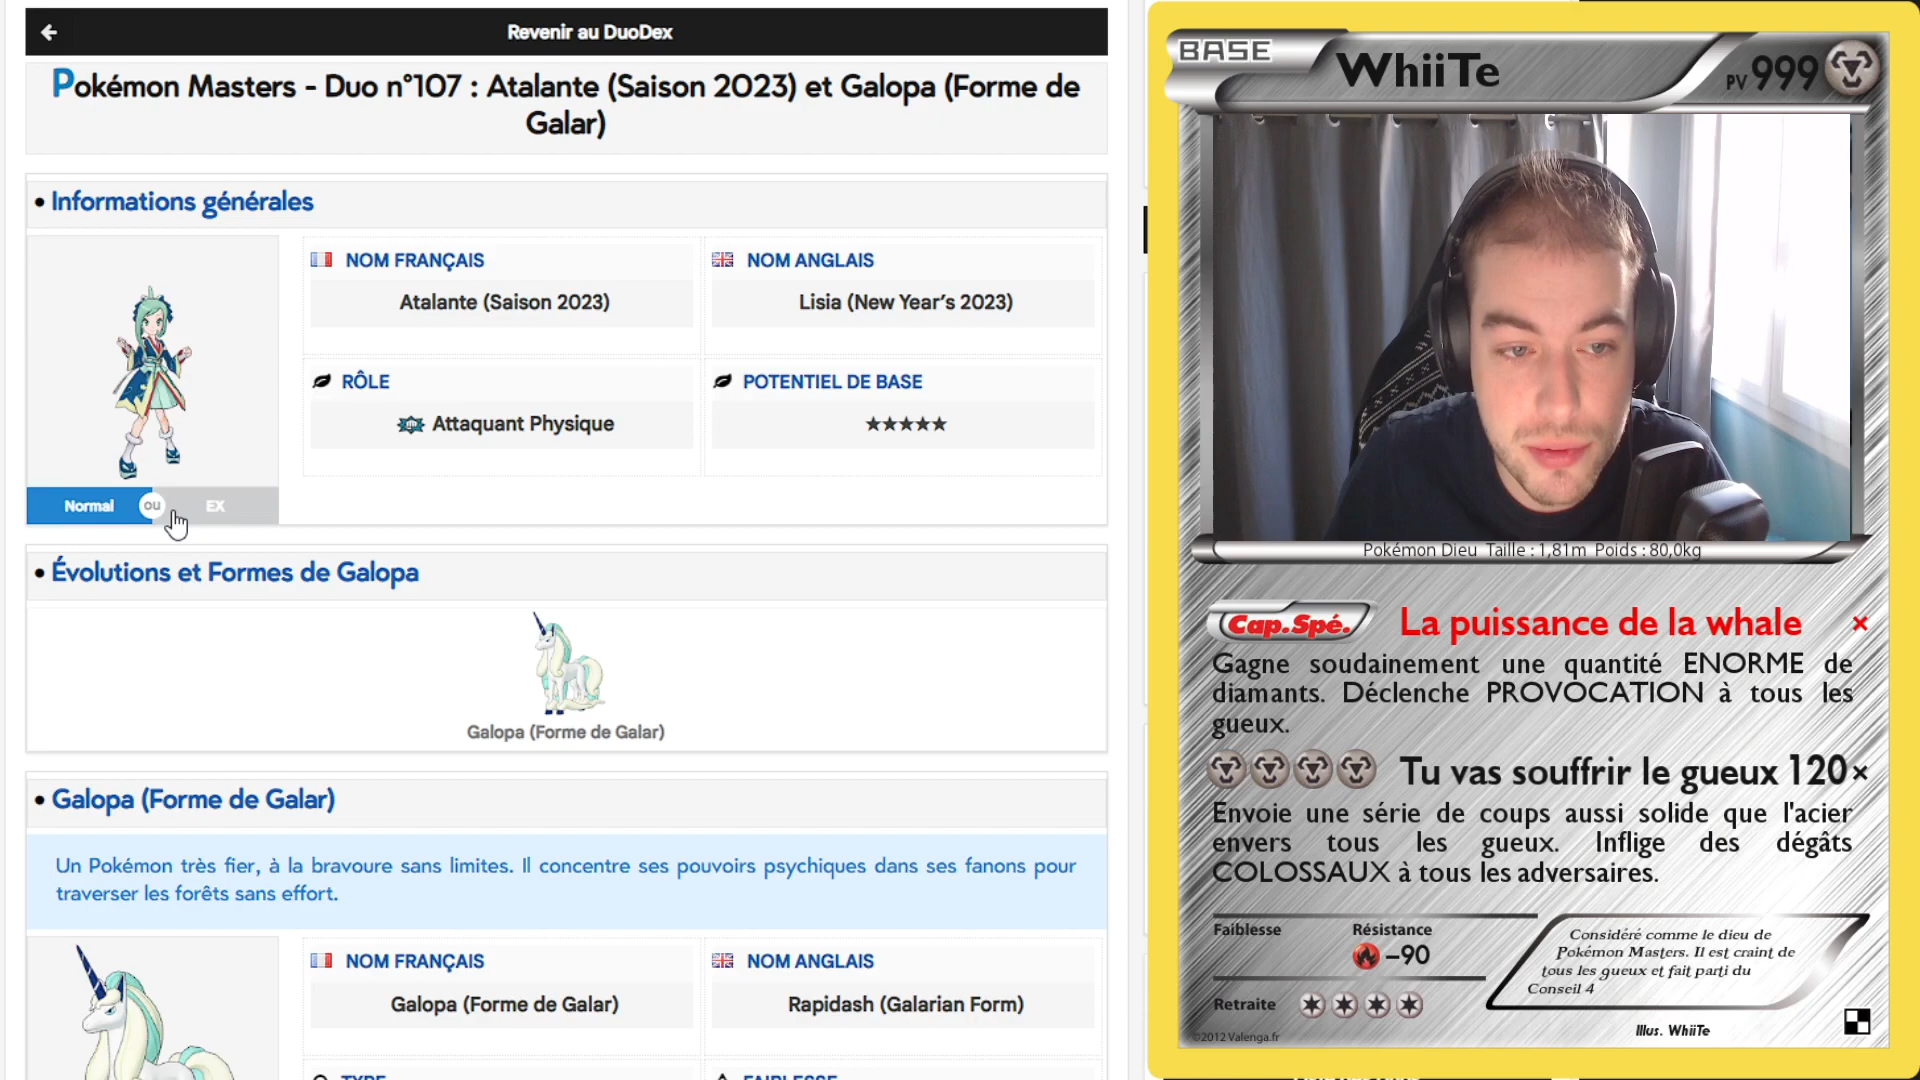 Revenir au DuoDex
Pokémon Masters - Duo n°107 : Atalante (Saison 2023) et Galopa (Forme de
Galar)
• Informations générales
NOM FRANÇAIS
Atalante (Saison 2023)
NOM ANGLAIS
Lisia (New Year's 2023)
RÔLE
Attaquant Physique
POTENTIEL DE BASE
★★★★★
Normal
ou
EX
• Évolutions et Formes de Galopa
Galopa (Forme de Galar)
• Galopa (Forme de Galar)
Un Pokémon très fier, à la bravoure sans limites. Il concentre ses pouvoirs psychiques dans ses fanons pour
traverser les forêts sans effort.
NOM FRANÇAIS
Galopa (Forme de Galar)
NOM ANGLAIS
Rapidash (Galarian Form)
TYPE
FAIBLESSE
BASE
WhiiTe
PV 999
Pokémon Dieu Taille : 1,81m Poids : 80,0kg
Cap. Spé.
La puissance de la whale ×
Gagne soudainement une quantité ENORME de
diamants. Déclenche PROVOCATION à tous les
gueux.
Tu vas souffrir le gueux 120×
Envoie une série de coups aussi solide que l'acier
envers tous les gueux. Inflige des dégâts
COLOSSAUX à tous les adversaires.
Faiblesse
Résistance
–90
Retraite
Considéré comme le dieu de
Pokémon Masters. Il est craint de
tous les gueux et fait parti du
Conseil 4
Illus. WhiiTe
©2012 Valenga.fr